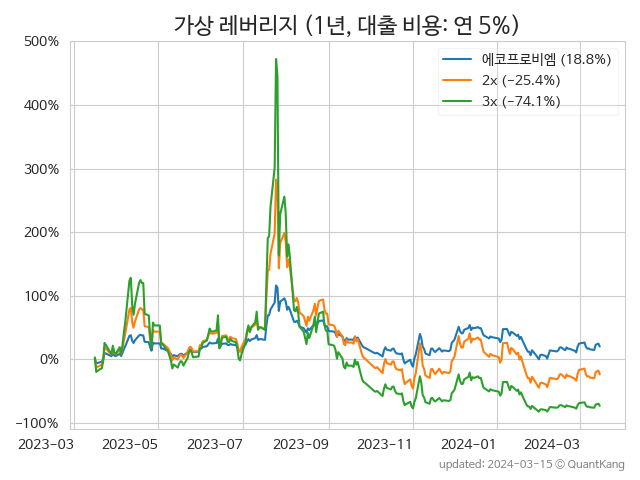 가상 레버리지 (1년, 대출 비용: 연 5%)
500%
400%
300%
200%
100%
0%
−100%
에코프로비엠 (18.8%)
2x (−25.4%)
3x (−74.1%)
2023-03
2023-05
2023-07
2023-09
2023-11
2024-01
2024-03
updated: 2024-03-15 © QuantKang